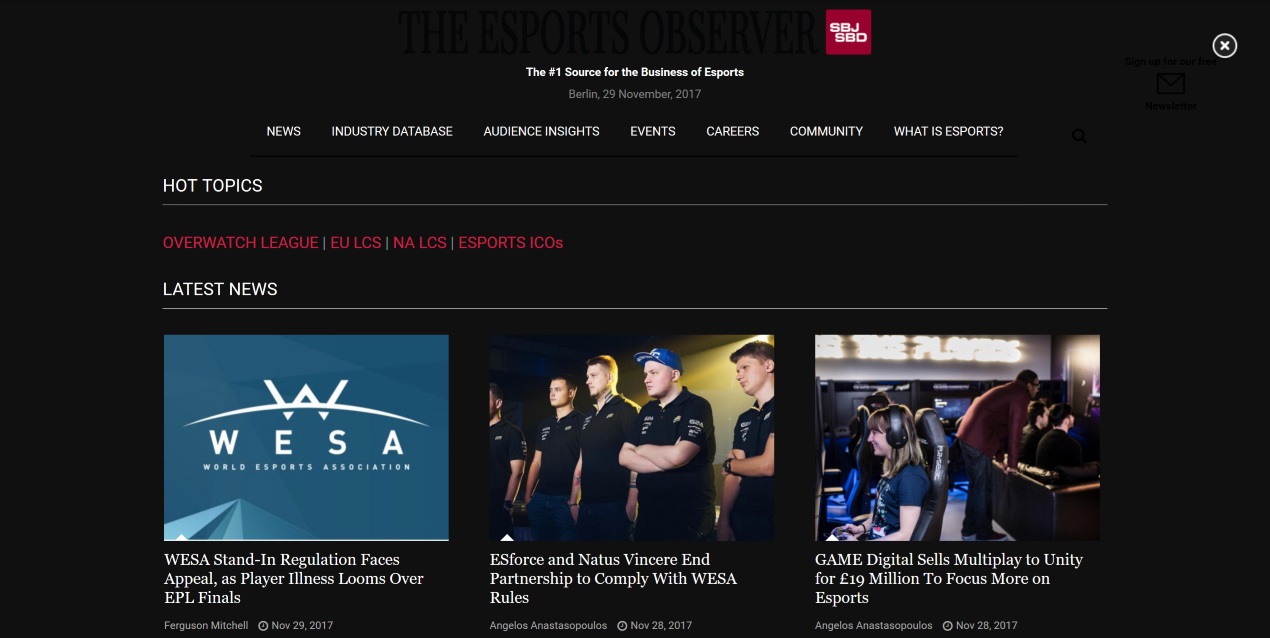 THE ESPORTS OBSERVER
SBJ
SBD
The #1 Source for the Business of Esports
Berlin, 29 November, 2017
Sign up for our free
Newsletter
NEWS INDUSTRY DATABASE AUDIENCE INSIGHTS EVENTS CAREERS COMMUNITY WHAT IS ESPORTS?
HOT TOPICS
OVERWATCH LEAGUE | EU LCS | NA LCS | ESPORTS ICOs
LATEST NEWS
WESA
WORLD ESPORTS ASSOCIATION
G2A
THE PLAYERS
WESA Stand-In Regulation Faces
Appeal, as Player Illness Looms Over
EPL Finals
Ferguson Mitchell Nov 29, 2017
ESforce and Natus Vincere End
Partnership to Comply With WESA
Rules
Angelos Anastasopoulos Nov 28, 2017
GAME Digital Sells Multiplay to Unity
for £19 Million To Focus More on
Esports
Angelos Anastasopoulos Nov 28, 2017